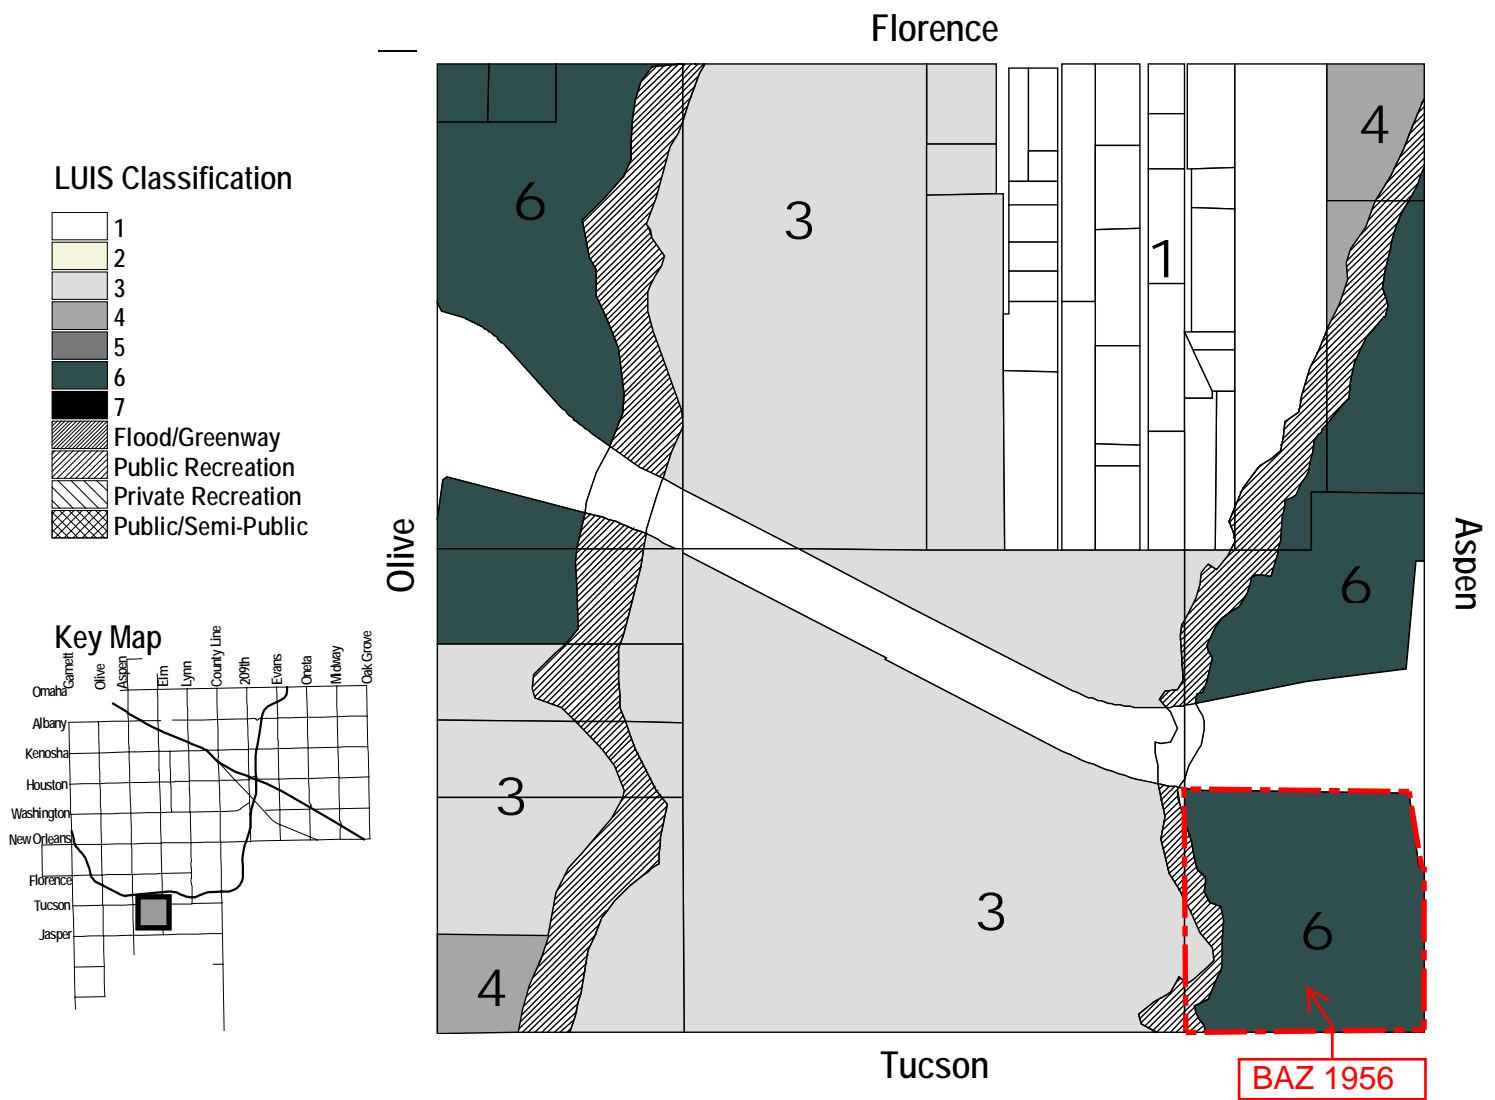 Florence
LUIS Classification
1
2
3
4
5
6
7
Flood/Greenway
Public Recreation
Private Recreation
Public/Semi-Public
6
3
1
4
Olive
Aspen
6
3
3
6
4
Tucson
BAZ 1956
Key Map
Garnett
Olive
Aspen
Elm
Lynn
County Line
209th
Evans
Oneta
Midway
Oak Grove
Omaha
Albany
Kenosha
Houston
Washington
New Orleans
Florence
Tucson
Jasper